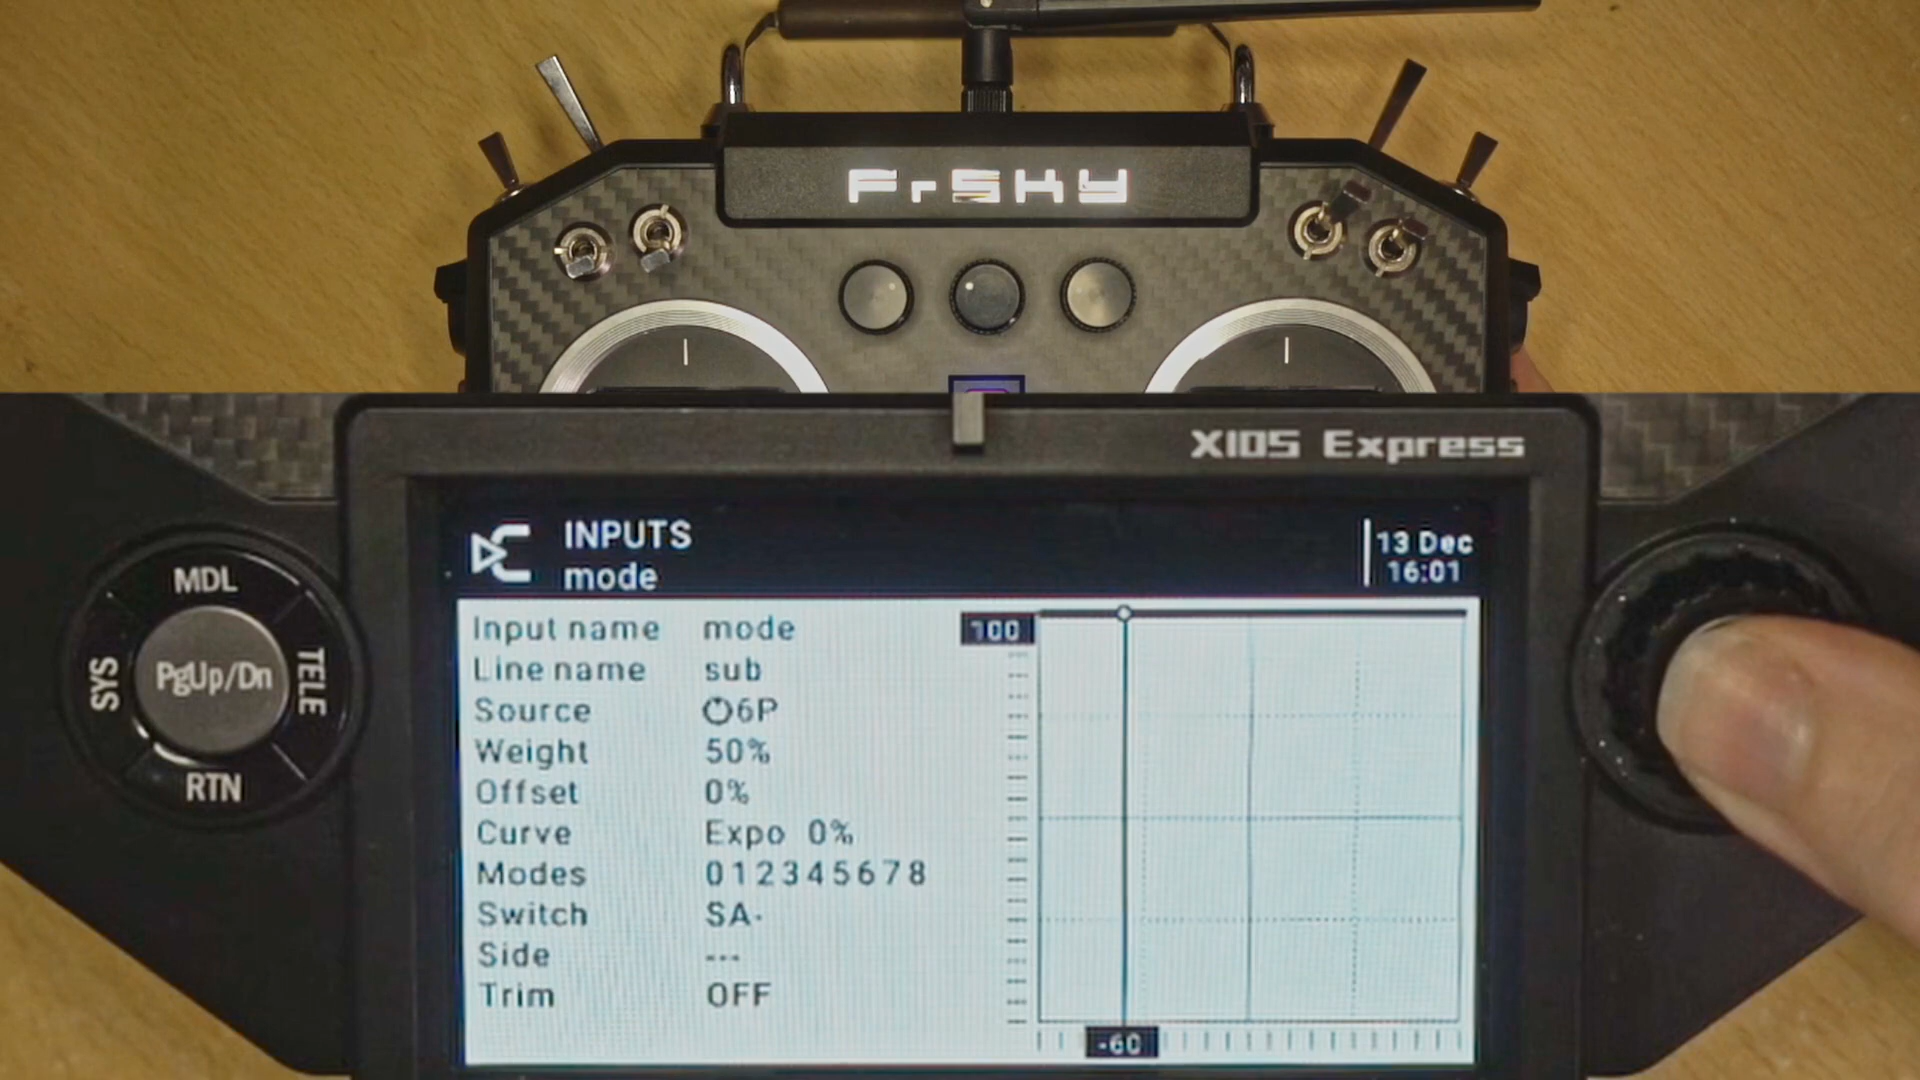 FrSKY
X10S Express
INPUTS
mode
13 Dec
16:01
MDL
SYS
PgUp/Dn
TELE
RTN
Input name mode
Line name sub
Source 6P
Weight 50%
Offset 0%
Curve Expo 0%
Modes 012345678
Switch SA-
Side ---
Trim OFF
100
-60